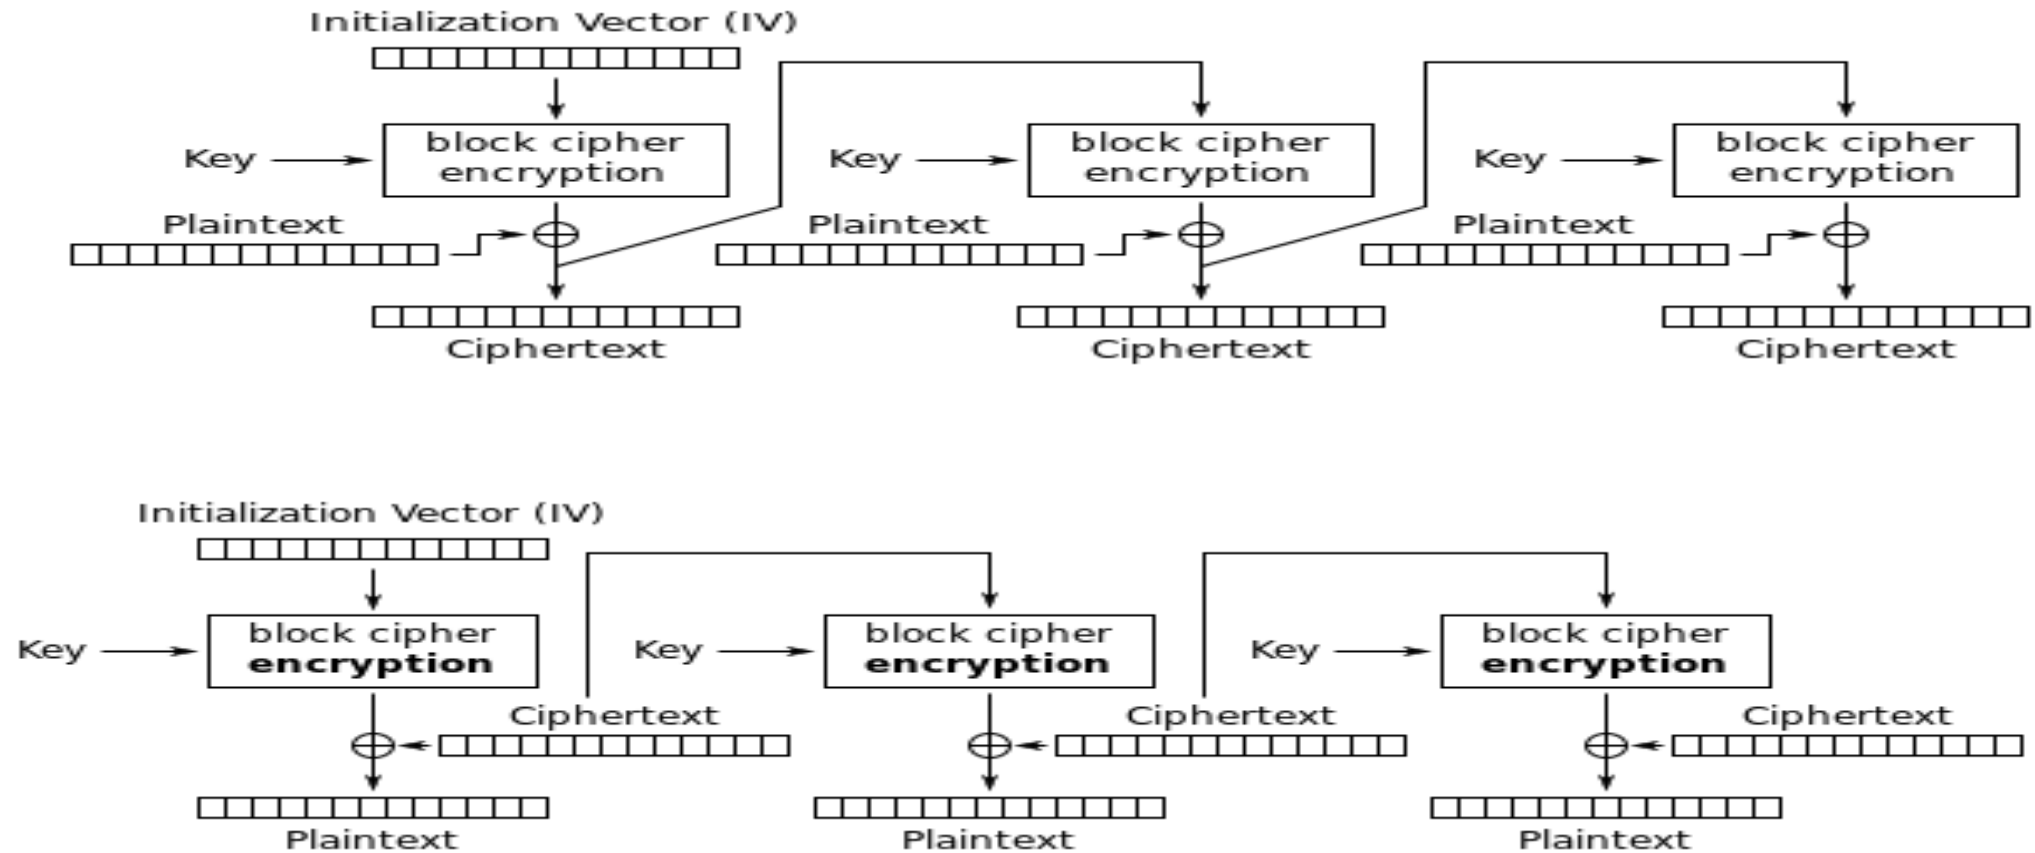 Initialization Vector (IV)
block cipher
encryption
Key
Plaintext
Ciphertext
block cipher
encryption
Key
Plaintext
Ciphertext
block cipher
encryption
Key
Plaintext
Ciphertext
Initialization Vector (IV)
Key
block cipher
encryption
Ciphertext
Plaintext
Key
block cipher
encryption
Ciphertext
Plaintext
Key
block cipher
encryption
Ciphertext
Plaintext